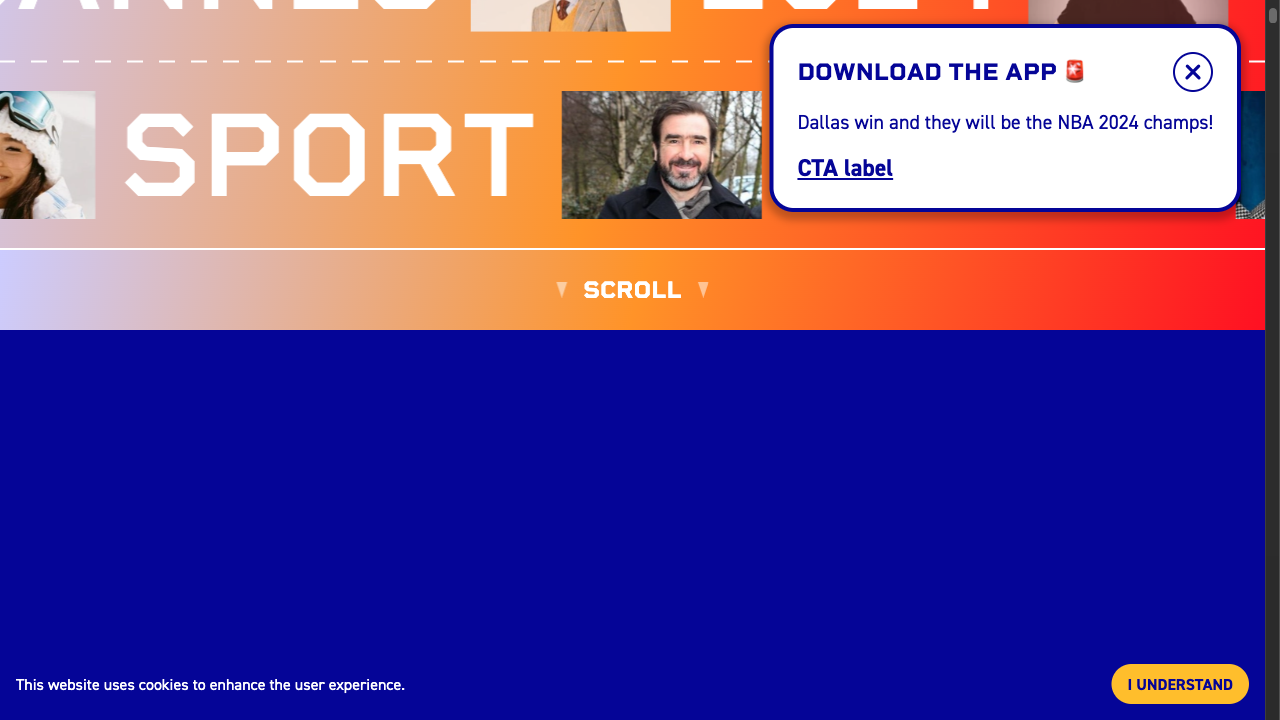 SPORT
DOWNLOAD THE APP 🚨
Dallas win and they will be the NBA 2024 champs!
CTA label
SCROLL
This website uses cookies to enhance the user experience.
I UNDERSTAND